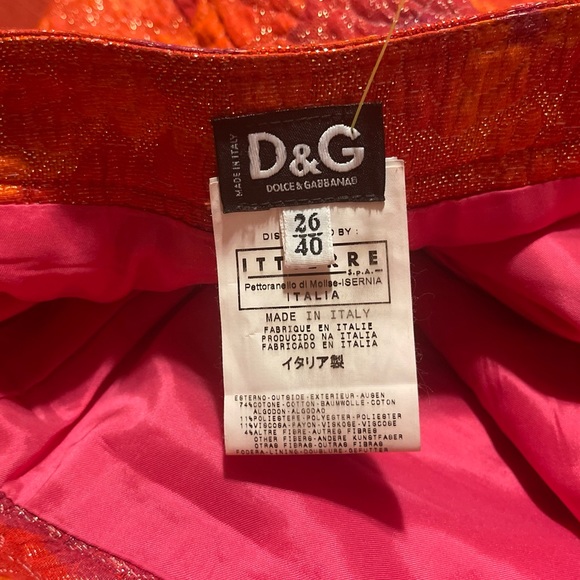 MADE IN ITALY
D&G
DOLCE & GABBANA
26
40
BY:
S.p.A.
Pettoranello di Molise-ISERNIA
ITALIA
MADE IN ITALY
FABRIQUE EN ITALIE
PRODUCIDO NA ITALIA
FABRICADO EN ITALIA
イタリア製
ESTERNO-OUTSIDE-EXTERIEUR-AUSEN
74%COTONE-COTTON-BAUMWOLLE-COTON
ALGODON-ALGODAO
11%POLIESTERE-POLYESTER-POLIESTER
11%VISCOSA-RAYON-VISKOSE-VISCOSE
4%ALTRE FIBRE-AUTRES FIBRES
OTHER FIBERS-ANDERE KUNSTFASER
OTRAS FIBRAS-OUTRAS FIBRAS